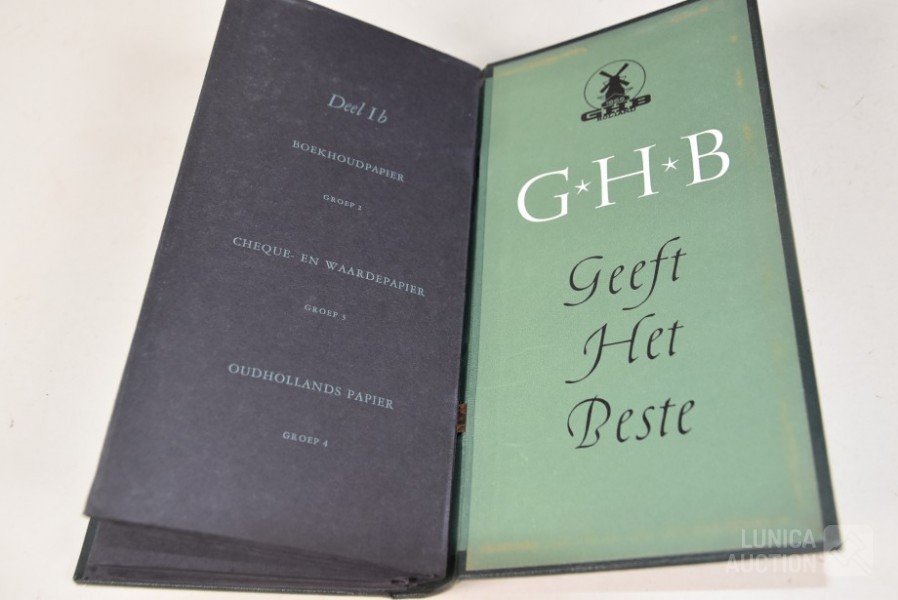 Deel Ib
BOEKHOUDPAPIER
GROEP 2
CHEQUE- EN WAARDEPAPIER
GROEP 3
OUDHOLLANDS PAPIER
GROEP 4
G*H*B
Geeft
Het
Beste
LUNICA
AUCTION